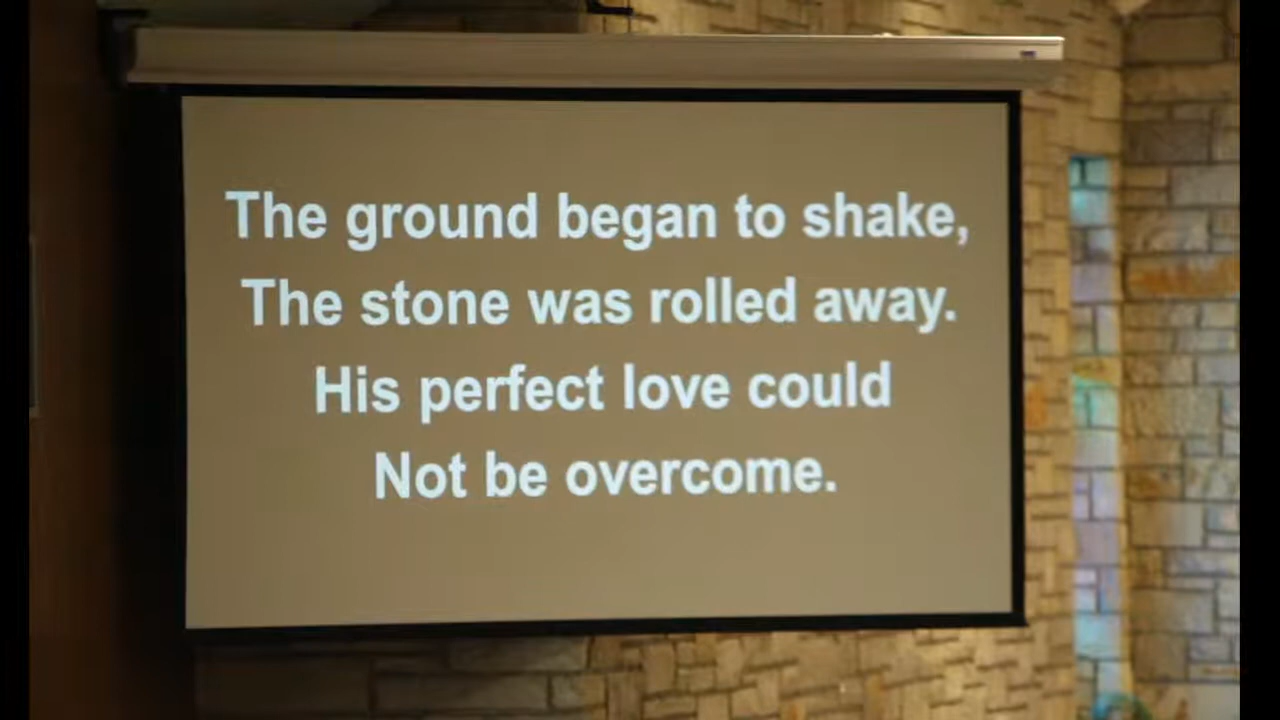 The ground began to shake,
The stone was rolled away.
His perfect love could
Not be overcome.